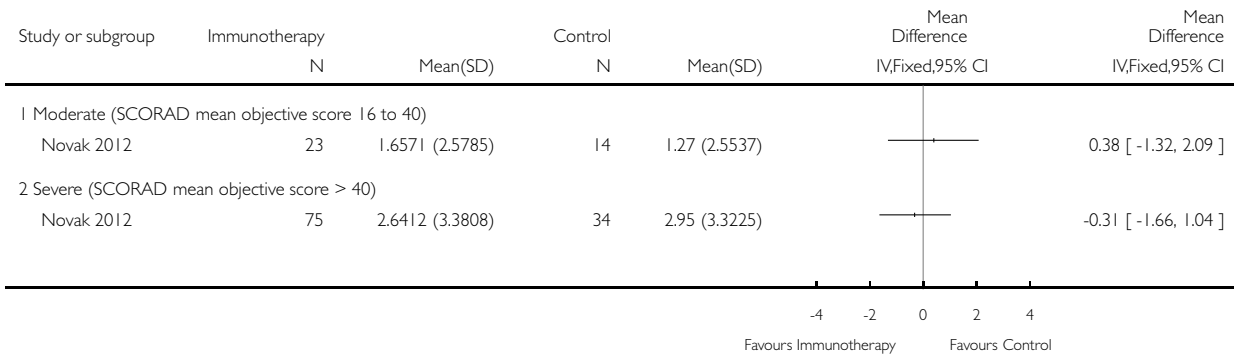 Study or subgroup Immunotherapy Control Mean Difference Mean Difference
N Mean(SD) N Mean(SD) IV,Fixed,95% CI IV,Fixed,95% CI
1 Moderate (SCORAD mean objective score 16 to 40)
Novak 2012 23 1.6571 (2.5785) 14 1.27 (2.5537) 0.38 [ -1.32, 2.09 ]
2 Severe (SCORAD mean objective score > 40)
Novak 2012 75 2.6412 (3.3808) 34 2.95 (3.3225) -0.31 [ -1.66, 1.04 ]
-4 -2 0 2 4
Favours Immunotherapy Favours Control